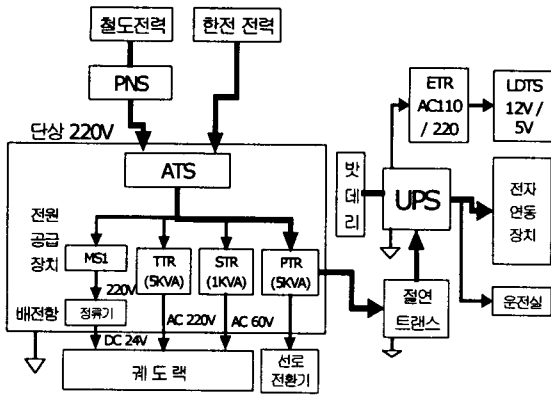 철도전력
한전 전력
PNS
단상 220V
ATS
전원
공급
장치
MS1
TTR
(5KVA)
STR
(1KVA)
PTR
(5KVA)
220V
배전함
정류기
AC 220V
AC 60V
DC 24V
궤도랙
선로
전환기
ETR
AC110
/ 220
LDTS
12V /
5V
밧
데
리
UPS
전자
연동
장치
절연
트랜스
운전실